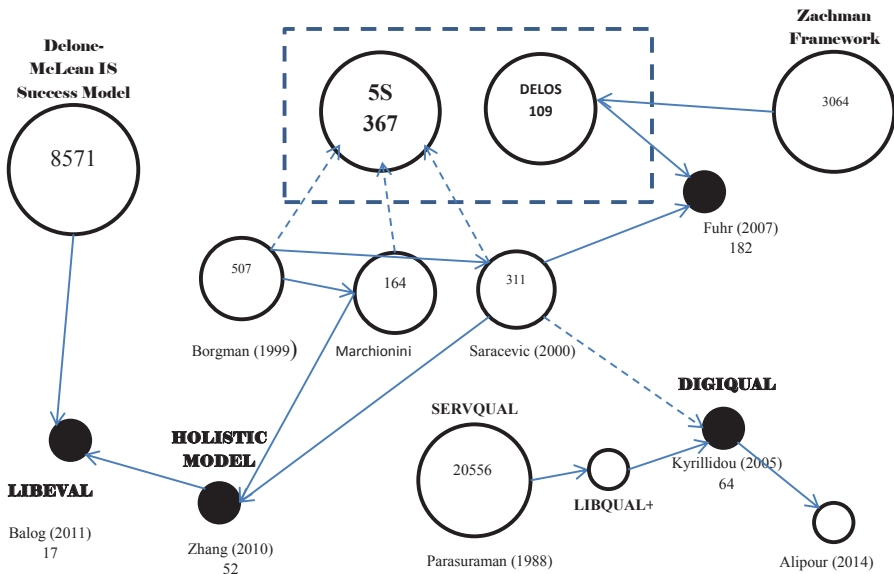 Delone-
McLean IS
Success Model
8571
5S
367
DELOS
109
Zachman
Framework
3064
Fuhr (2007)
182
507
Borgman (1999)
164
Marchionini
311
Saracevic (2000)
SERVQUAL
20556
Parasuraman (1988)
LIBQUAL+
DIGIQUAL
Kyrillidou (2005)
64
Alipour (2014)
HOLISTIC
MODEL
Zhang (2010)
52
LIBEVAL
Balog (2011)
17